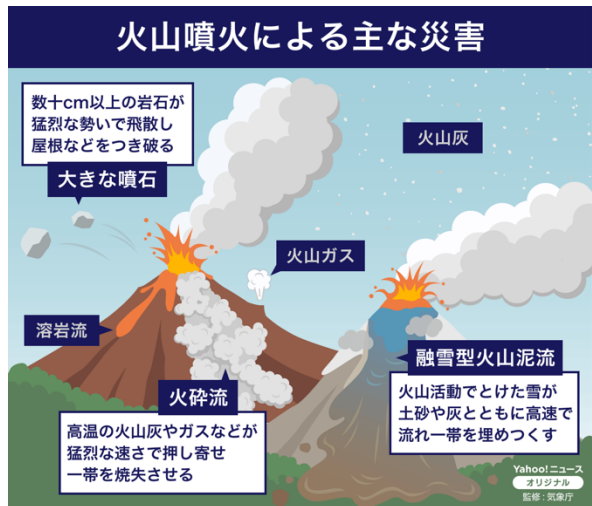 火山噴火による主な災害
数十cm以上の岩石が
猛烈な勢いで飛散し
屋根などをつき破る
大きな噴石
火山灰
火山ガス
溶岩流
火砕流
高温の火山灰やガスなどが
猛烈な速さで押し寄せ
一帯を焼失させる
融雪型火山泥流
火山活動でとけた雪が
土砂や灰とともに高速で
流れ一帯を埋めつくす
Yahoo!ニュース
オリジナル
監修:気象庁